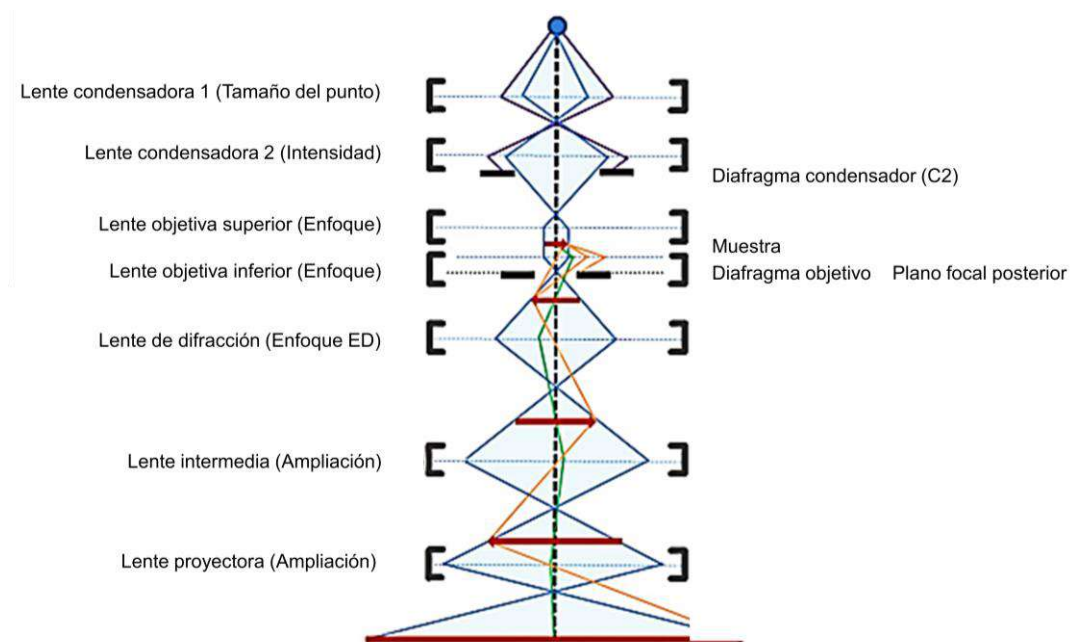 Lente condensadora 1 (Tamaño del punto)
Lente condensadora 2 (Intensidad)
Diafragma condensador (C2)
Lente objetiva superior (Enfoque)
Muestra
Lente objetiva inferior (Enfoque)
Diafragma objetivo Plano focal posterior
Lente de difracción (Enfoque ED)
Lente intermedia (Ampliación)
Lente proyectora (Ampliación)